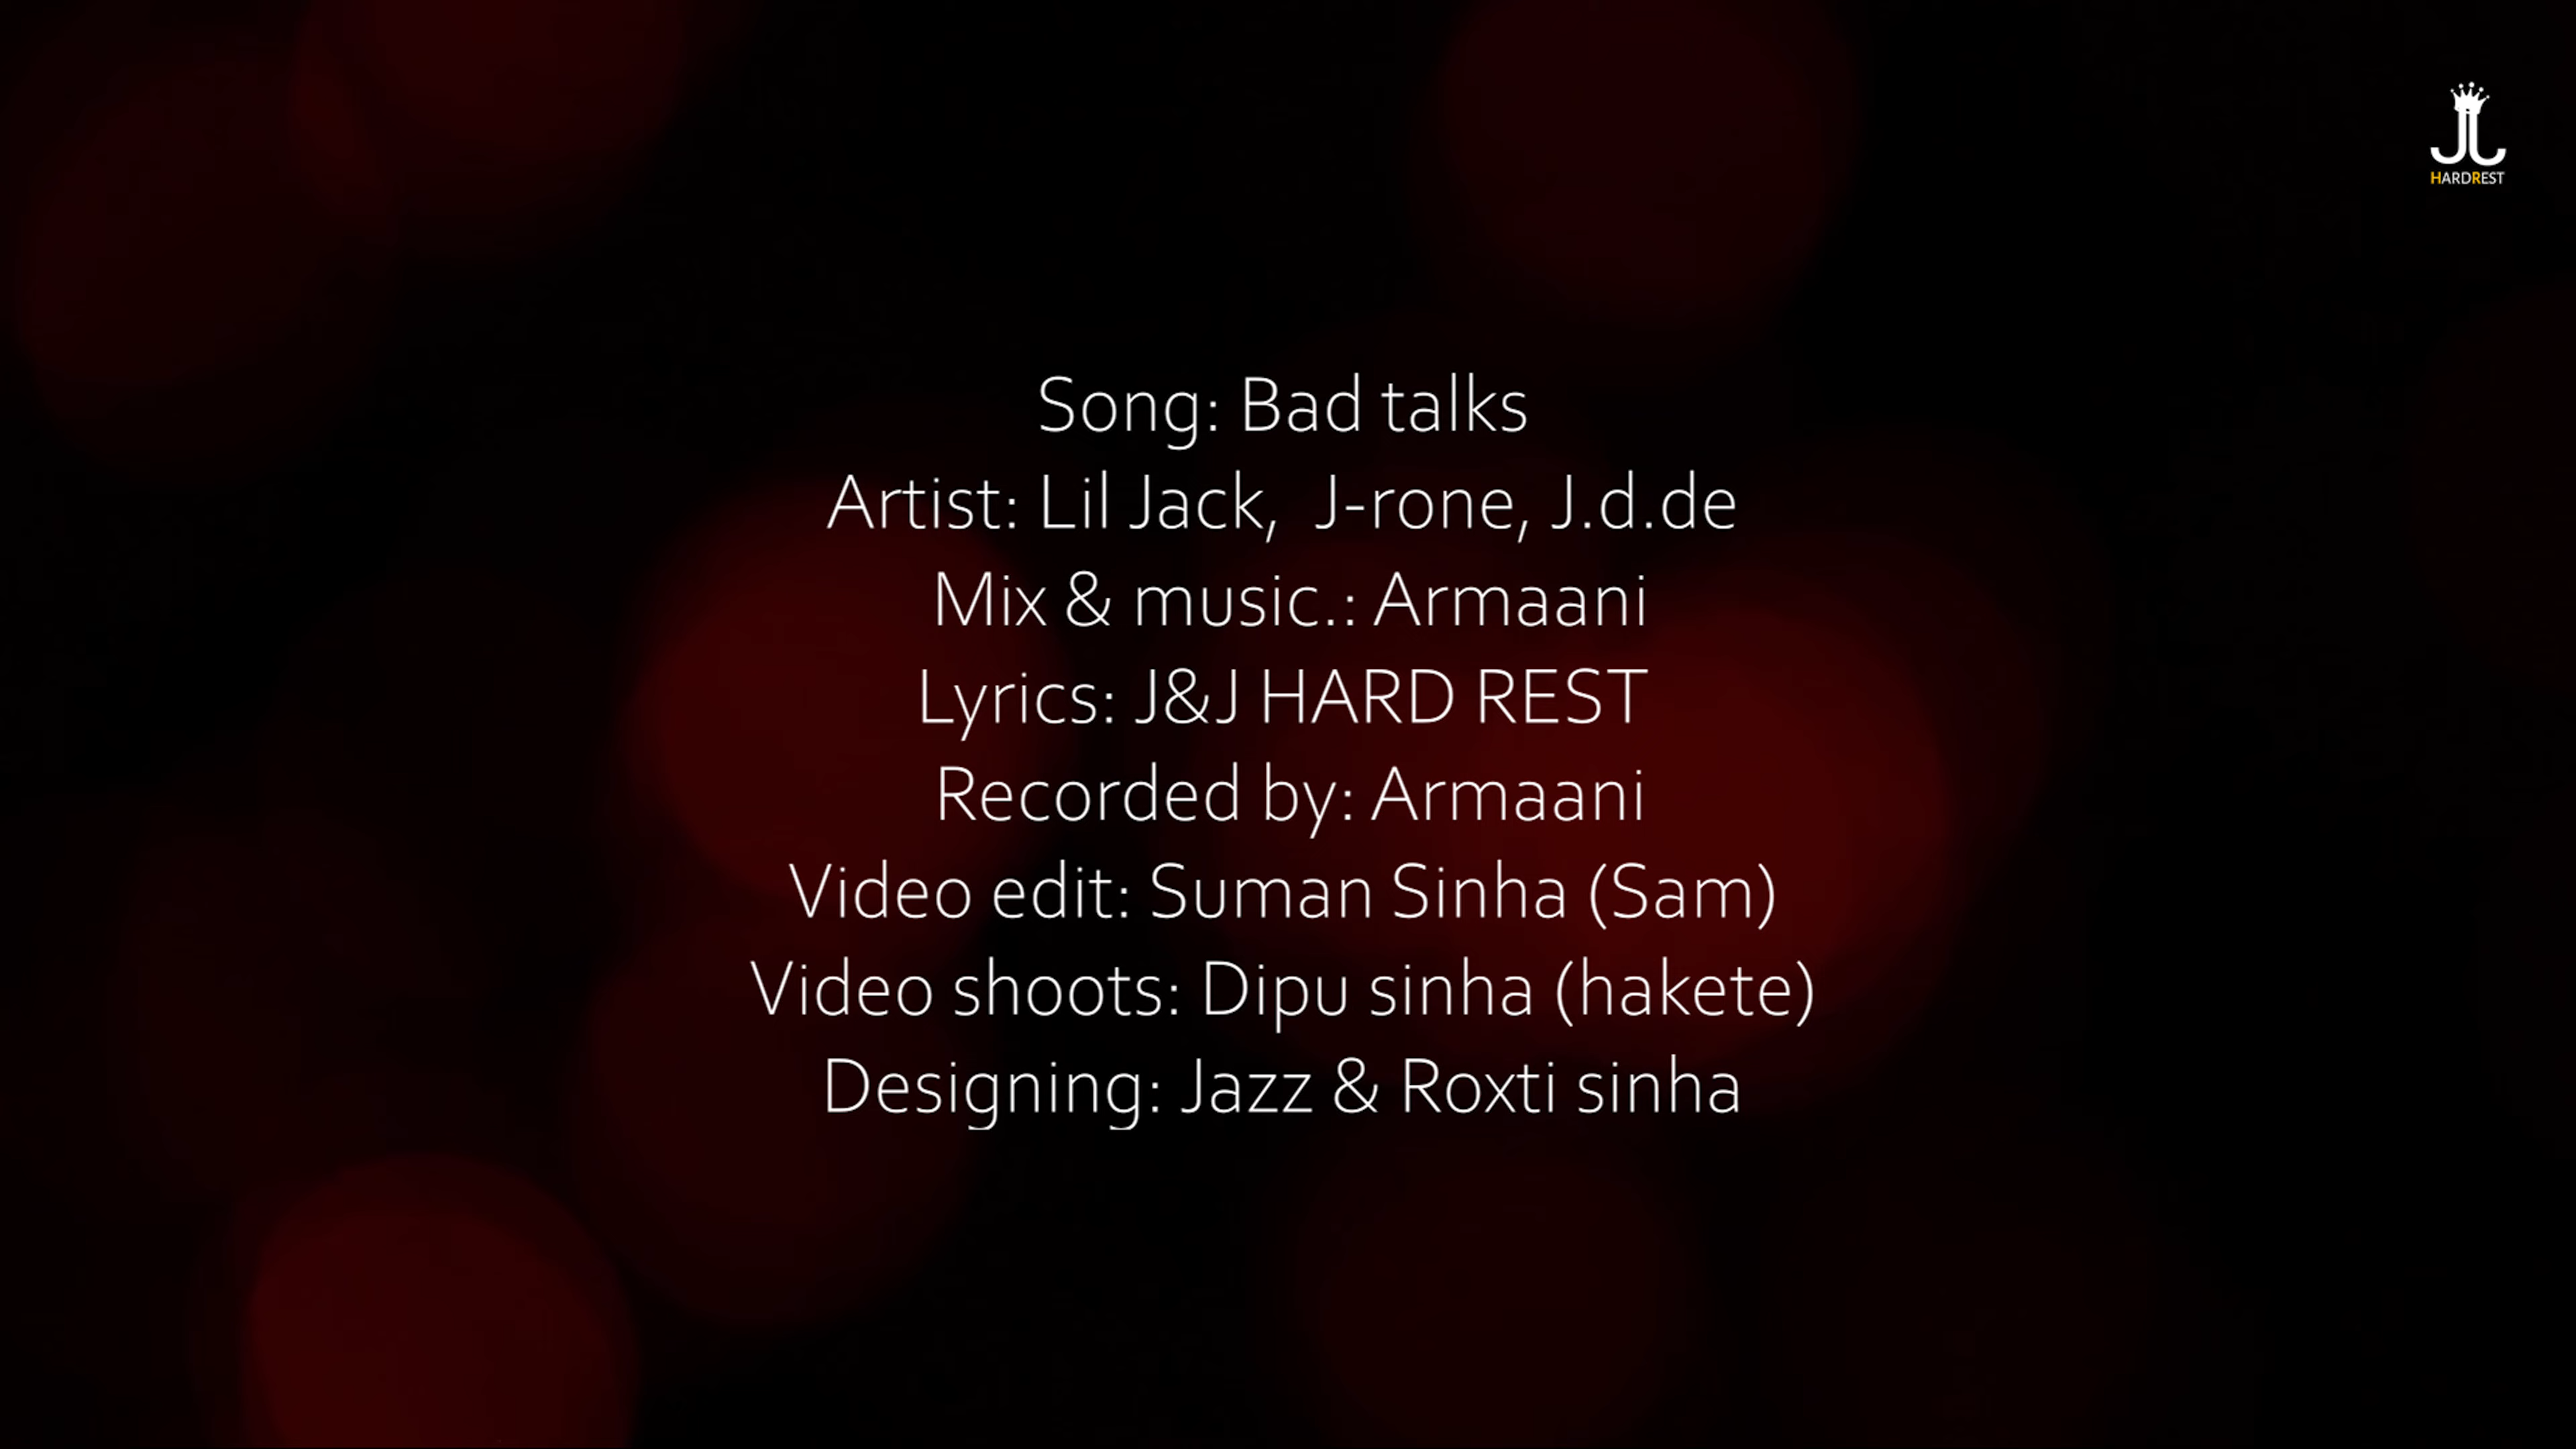 JJ
HARDREST
Song: Bad talks
Artist: Lil Jack, J-rone, J.d.de
Mix & music.: Armaani
Lyrics: J&J HARD REST
Recorded by: Armaani
Video edit: Suman Sinha (Sam)
Video shoots: Dipu sinha (hakete)
Designing: Jazz & Roxti sinha